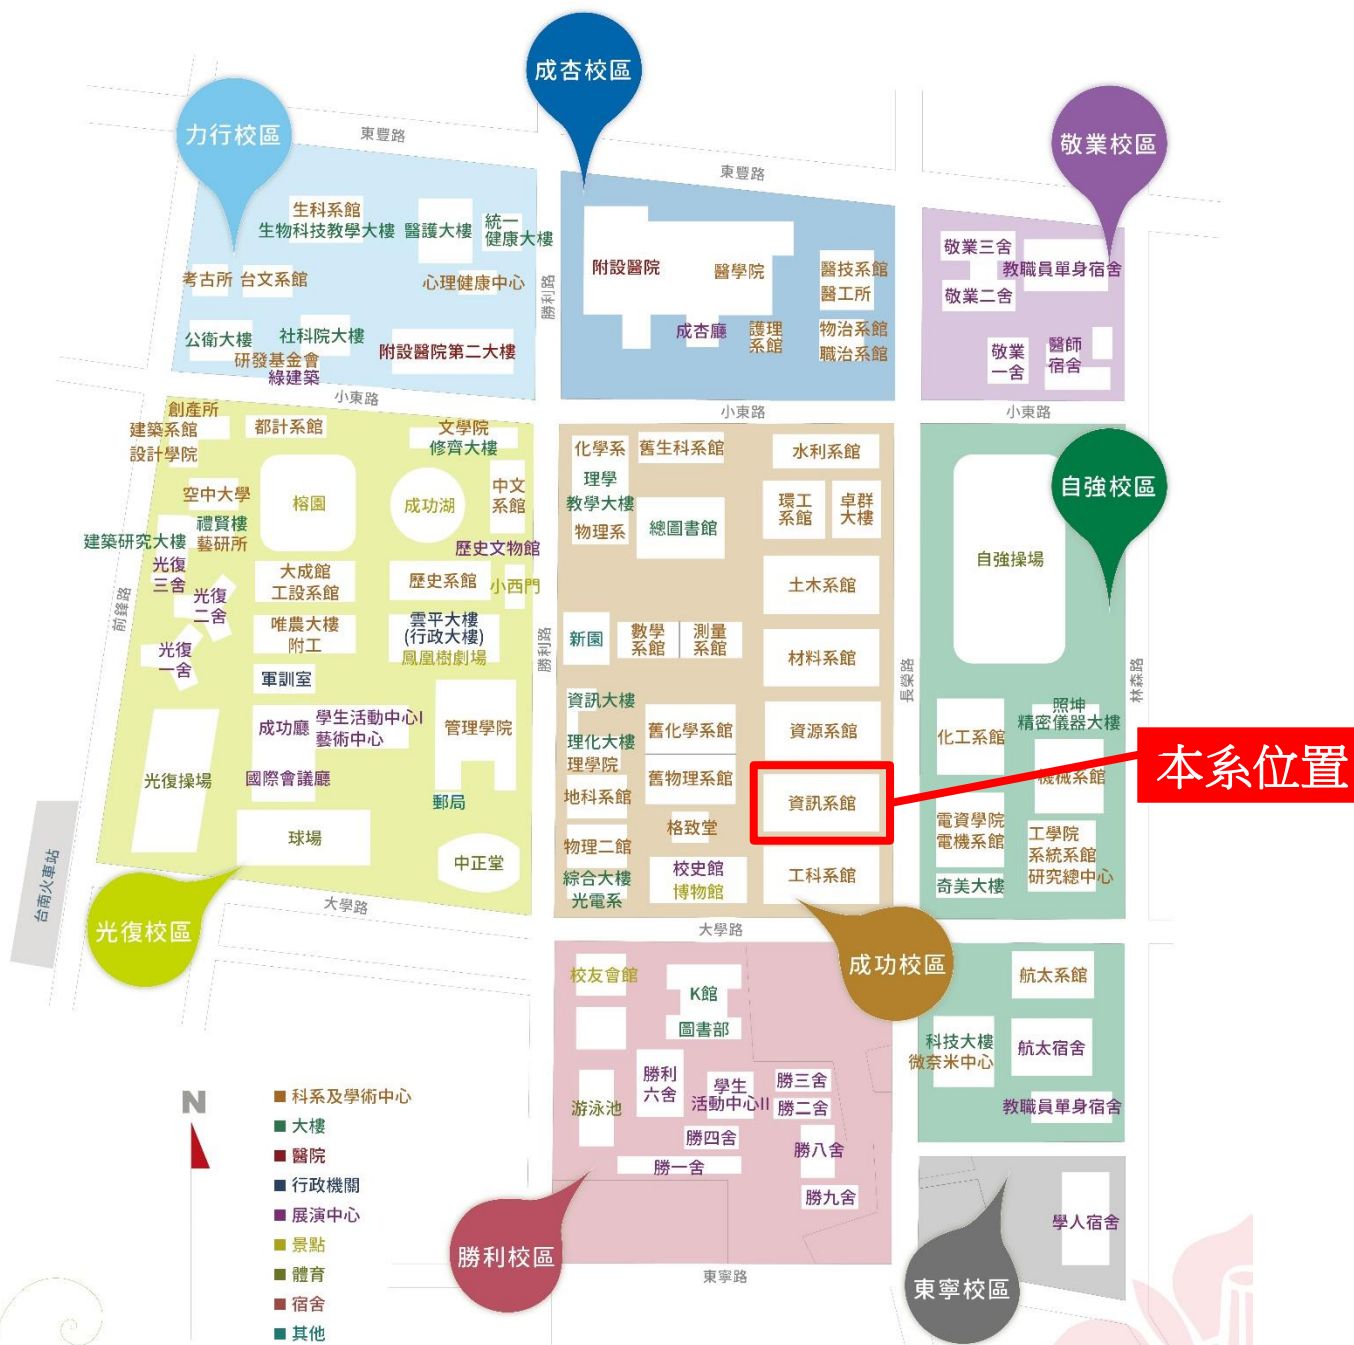 成杏校區
力行校區
敬業校區
東豐路
東豐路
生科系館
生物科技教學大樓
醫護大樓
統一
健康大樓
考古所
台文系館
心理健康中心
公衛大樓
社科院大樓
研發基金會
綠建築
附設醫院第二大樓
勝利路
附設醫院
醫學院
醫技系館
醫工所
成杏廳
護理
系館
物治系館
職治系館
敬業三舍
教職員單身宿舍
敬業二舍
敬業
一舍
醫師
宿舍
小東路
小東路
小東路
創產所
建築系館
設計學院
都計系館
文學院
修齊大樓
空中大學
榕園
成功湖
中文
系館
禮賢樓
藝研所
建築研究大樓
歷史文物館
光復
三舍
大成館
工設系館
歷史系館
小西門
光復
二舍
唯農大樓
附工
雲平大樓
(行政大樓)
鳳凰樹劇場
光復
一舍
軍訓室
前鋒路
勝利路
成功廳
學生活動中心I
藝術中心
管理學院
國際會議廳
光復操場
郵局
球場
中正堂
台南火車站
大學路
光復校區
化學系
舊生科系館
水利系館
理學
教學大樓
物理系
總圖書館
環工
系館
卓群
大樓
土木系館
新園
數學
系館
測量
系館
材料系館
資訊大樓
舊化學系館
資源系館
理化大樓
理學院
舊物理系館
地科系館
資訊系館
格致堂
物理二館
校史館
博物館
工科系館
綜合大樓
光電系
大學路
成功校區
長榮路
自強校區
自強操場
林森路
照坤
精密儀器大樓
化工系館
機械系館
本系位置
電資學院
電機系館
工學院
系統系館
研究總中心
奇美大樓
航太系館
科技大樓
微奈米中心
航太宿舍
教職員單身宿舍
校友會館
K館
圖書部
勝利
六舍
學生
活動中心II
勝三舍
勝二舍
游泳池
勝四舍
勝八舍
勝一舍
勝九舍
勝利校區
東寧路
學人宿舍
東寧校區
N
科系及學術中心
大樓
醫院
行政機關
展演中心
景點
體育
宿舍
其他